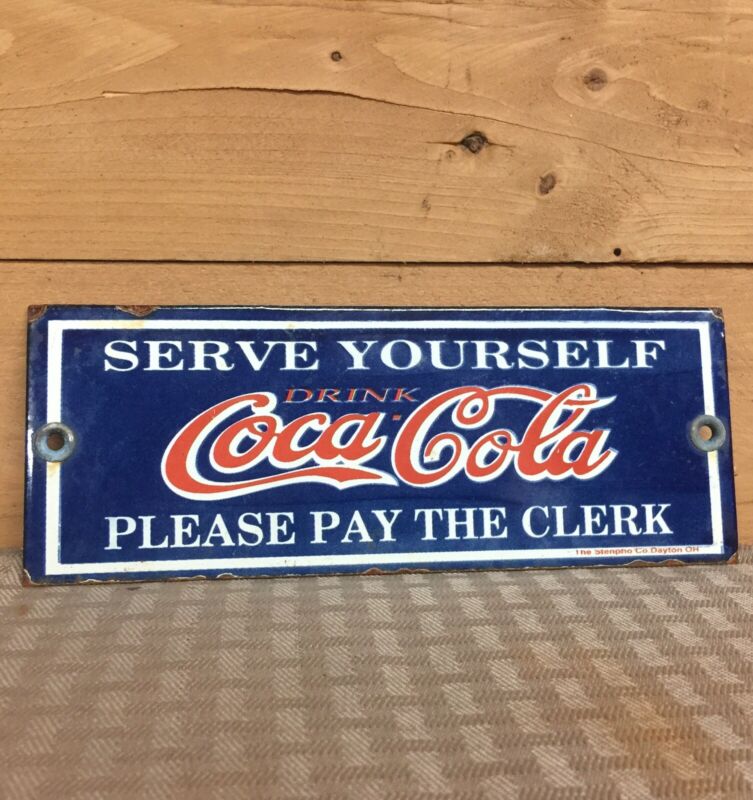 SERVE YOURSELF
DRINK
Coca-Cola
PLEASE PAY THE CLERK
The Stenpho Co Dayton OH